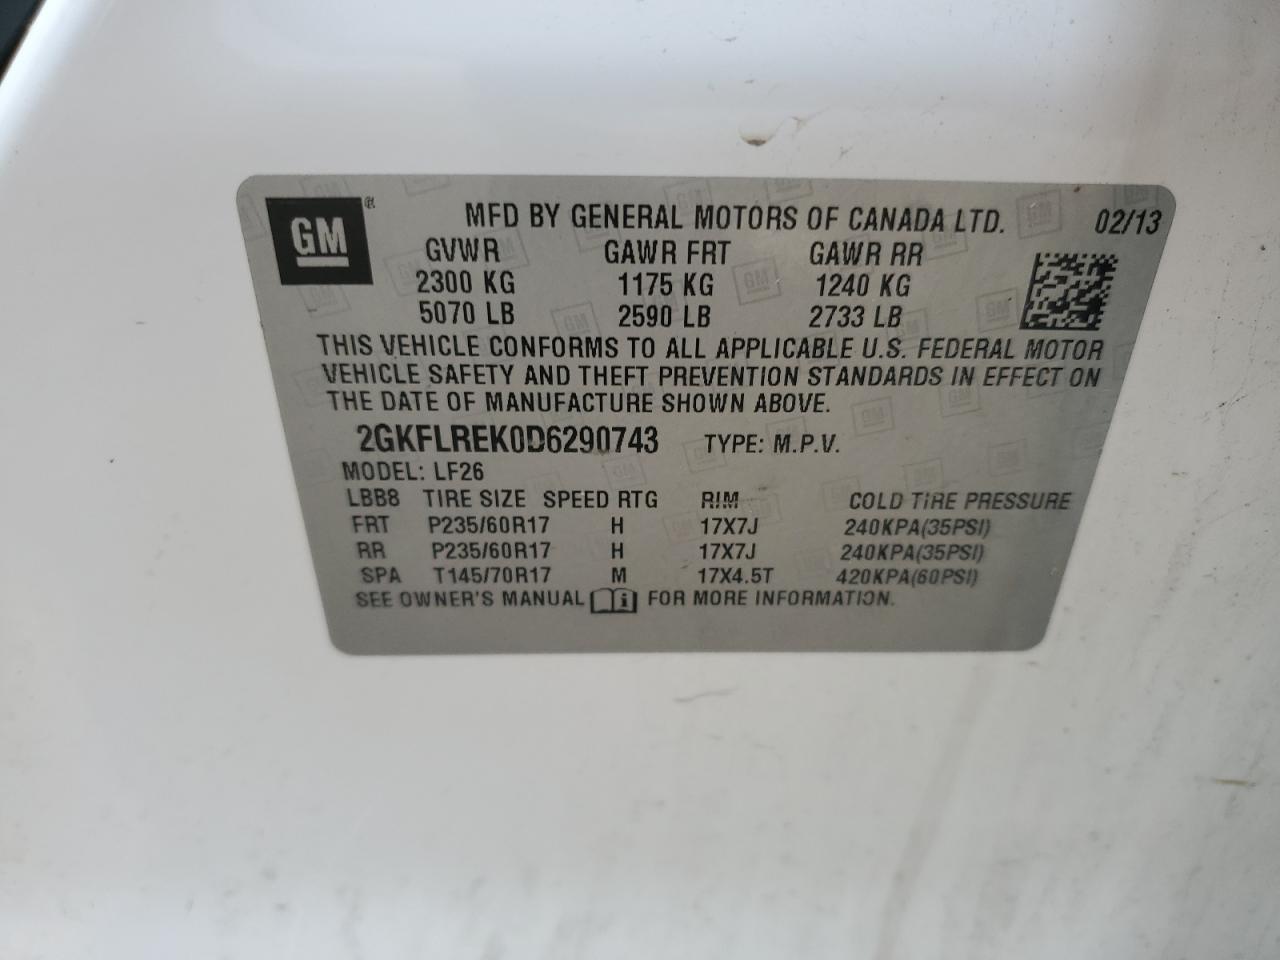 GM
MFD BY GENERAL MOTORS OF CANADA LTD. 02/13
GVWR GAWR FRT GAWR RR
2300 KG 1175 KG 1240 KG
5070 LB 2590 LB 2733 LB
THIS VEHICLE CONFORMS TO ALL APPLICABLE U.S. FEDERAL MOTOR
VEHICLE SAFETY AND THEFT PREVENTION STANDARDS IN EFFECT ON
THE DATE OF MANUFACTURE SHOWN ABOVE.
2GKFLREK0D6290743 TYPE: M.P.V.
MODEL: LF26
LBB8 TIRE SIZE SPEED RTG RIM COLD TIRE PRESSURE
FRT P235/60R17 H 17X7J 240KPA(35PSI)
RR P235/60R17 H 17X7J 240KPA(35PSI)
SPA T145/70R17 M 17X4.5T 420KPA(60PSI)
SEE OWNER'S MANUAL FOR MORE INFORMATION.